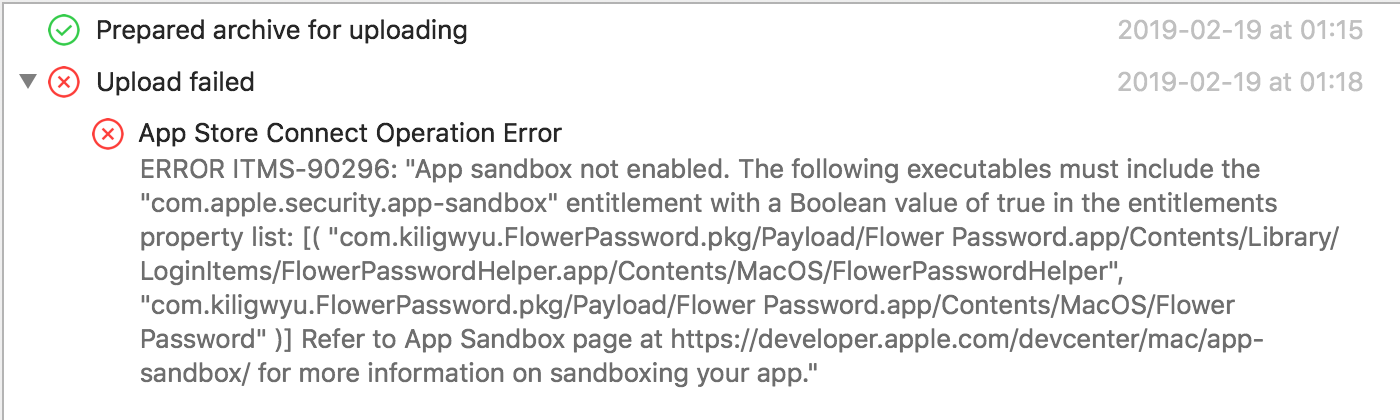 Prepared archive for uploading 2019-02-19 at 01:15
Upload failed 2019-02-19 at 01:18
App Store Connect Operation Error
ERROR ITMS-90296: "App sandbox not enabled. The following executables must include the
"com.apple.security.app-sandbox" entitlement with a Boolean value of true in the entitlements
property list: [( "com.kiligwyu.FlowerPassword.pkg/Payload/Flower Password.app/Contents/Library/
LoginItems/FlowerPasswordHelper.app/Contents/MacOS/FlowerPasswordHelper",
"com.kiligwyu.FlowerPassword.pkg/Payload/Flower Password.app/Contents/MacOS/Flower
Password" )] Refer to App Sandbox page at https://developer.apple.com/devcenter/mac/app-
sandbox/ for more information on sandboxing your app."